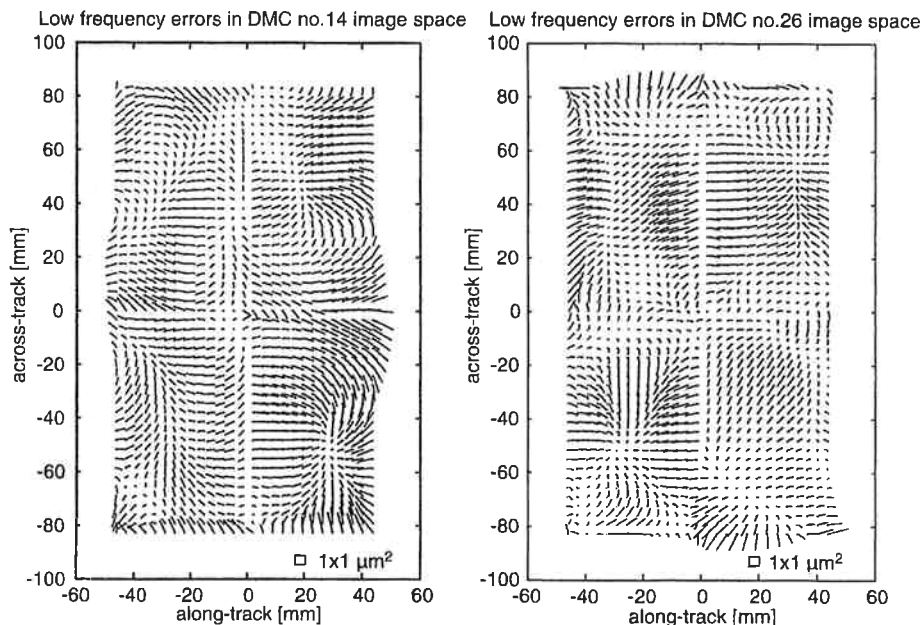 Low frequency errors in DMC no.14 image space
100
80
60
40
20
0
-20
-40
-60
-80
-100
across-track [mm]
-60 -40 -20 0 20 40 60
along-track [mm]
1x1 μm²
Low frequency errors in DMC no.26 image space
100
80
60
40
20
0
-20
-40
-60
-80
-100
across-track [mm]
-60 -40 -20 0 20 40 60
along-track [mm]
1x1 μm²